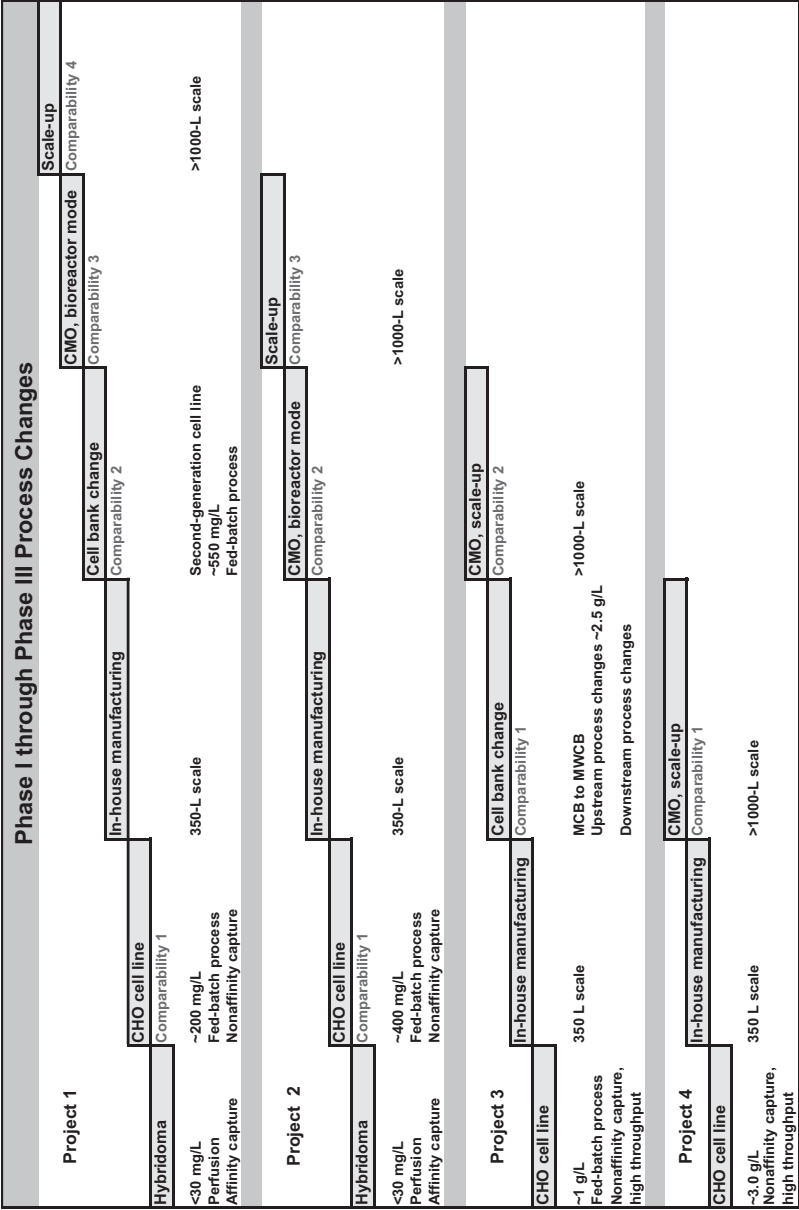 Phase I through Phase III Process Changes
Project 1
Hybridoma
<30 mg/L
Perfusion
Affinity capture
CHO cell line
Comparability 1
~200 mg/L
Fed-batch process
Nonaffinity capture
In-house manufacturing
350-L scale
Cell bank change
Comparability 2
Second-generation cell line
~550 mg/L
Fed-batch process
CMO, bioreactor mode
Comparability 3
Scale-up
Comparability 4
>1000-L scale
Project 2
Hybridoma
<30 mg/L
Perfusion
Affinity capture
CHO cell line
Comparability 1
~400 mg/L
Fed-batch process
Nonaffinity capture
In-house manufacturing
350-L scale
CMO, bioreactor mode
Comparability 2
Scale-up
Comparability 3
>1000-L scale
Project 3
CHO cell line
~1 g/L
Fed-batch process
Nonaffinity capture,
high throughput
In-house manufacturing
350 L scale
Cell bank change
Comparability 1
MCB to MWCB
Upstream process changes ~2.5 g/L
Downstream process changes
CMO, scale-up
Comparability 2
>1000-L scale
Project 4
CHO cell line
~3.0 g/L
Nonaffinity capture,
high throughput
In-house manufacturing
350 L scale
CMO, scale-up
Comparability 1
>1000-L scale